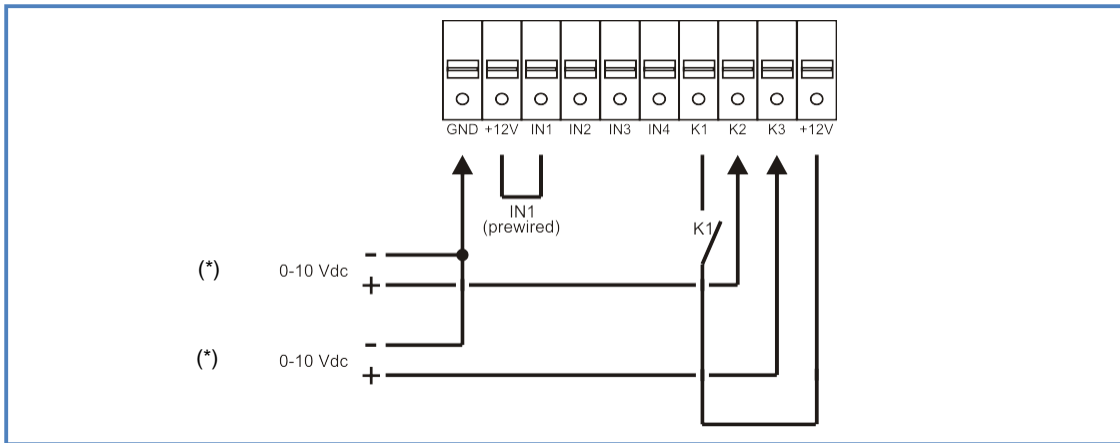 GND +12V IN1 IN2 IN3 IN4 K1 K2 K3 +12V
IN1
(prewired)
K1
(*) 0-10 Vdc -
+
(*) 0-10 Vdc -
+